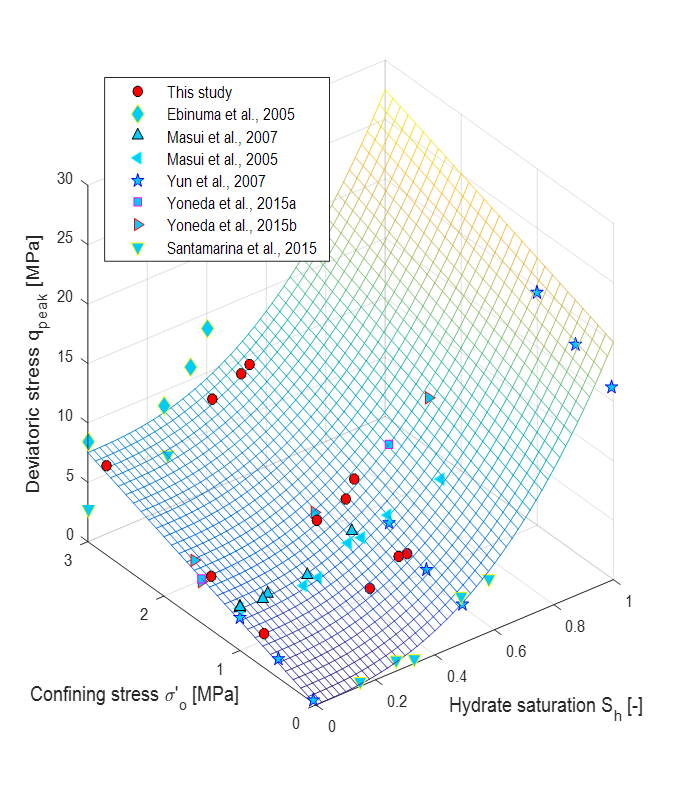 This study
Ebinuma et al., 2005
Masui et al., 2007
Masui et al., 2005
Yun et al., 2007
Yoneda et al., 2015a
Yoneda et al., 2015b
Santamarina et al., 2015
Deviatoric stress q_peak [MPa]
30
25
20
15
10
5
0
3
2
1
0
Confining stress σ'_o [MPa]
0
0.2
0.4
0.6
0.8
1
Hydrate saturation S_h [-]